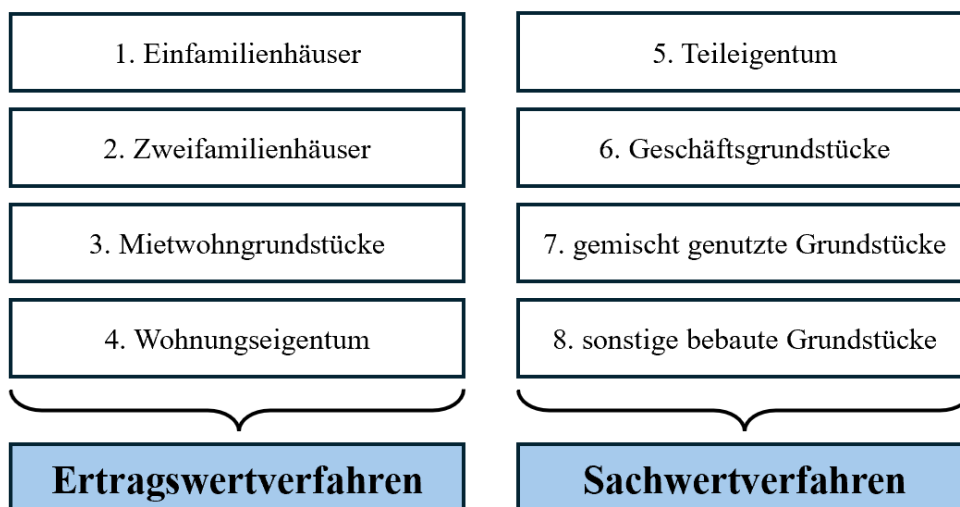 1. Einfamilienhäuser
2. Zweifamilienhäuser
3. Mietwohngrundstücke
4. Wohnungseigentum
Ertragswertverfahren
5. Teileigentum
6. Geschäftsgrundstücke
7. gemischt genutzte Grundstücke
8. sonstige bebaute Grundstücke
Sachwertverfahren